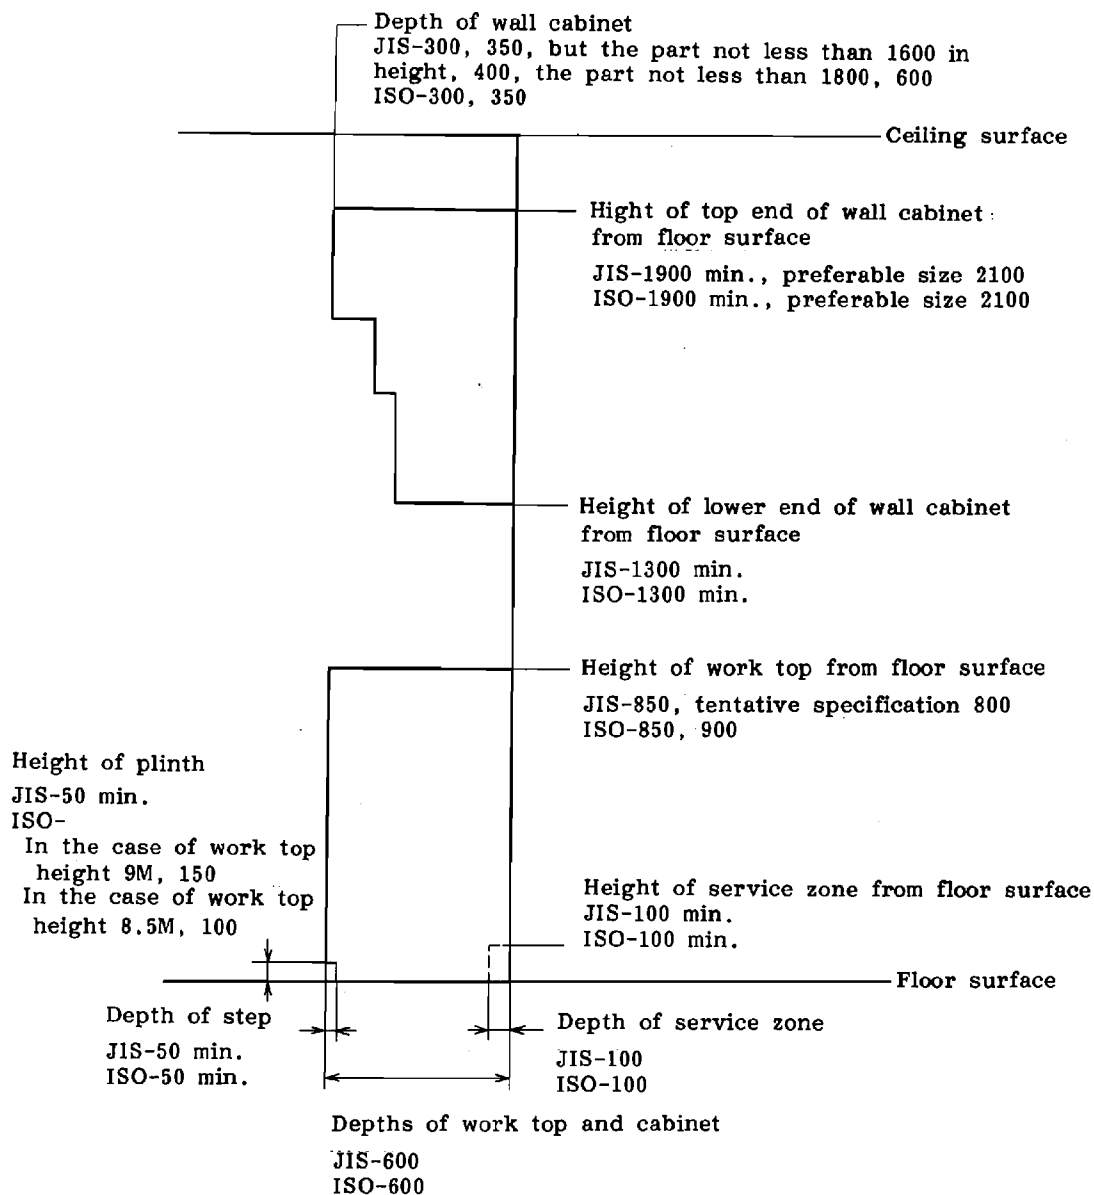 Depth of wall cabinet
JIS-300, 350, but the part not less than 1600 in
height, 400, the part not less than 1800, 600
ISO-300, 350
Ceiling surface
Hight of top end of wall cabinet
from floor surface
JIS-1900 min., preferable size 2100
ISO-1900 min., preferable size 2100
Height of lower end of wall cabinet
from floor surface
JIS-1300 min.
ISO-1300 min.
Height of work top from floor surface
JIS-850, tentative specification 800
ISO-850, 900
Height of plinth
JIS-50 min.
ISO-
In the case of work top
height 9M, 150
In the case of work top
height 8.5M, 100
Height of service zone from floor surface
JIS-100 min.
ISO-100 min.
Floor surface
Depth of step
J1S-50 min.
ISO-50 min.
Depth of service zone
JIS-100
ISO-100
Depths of work top and cabinet
JIS-600
ISO-600